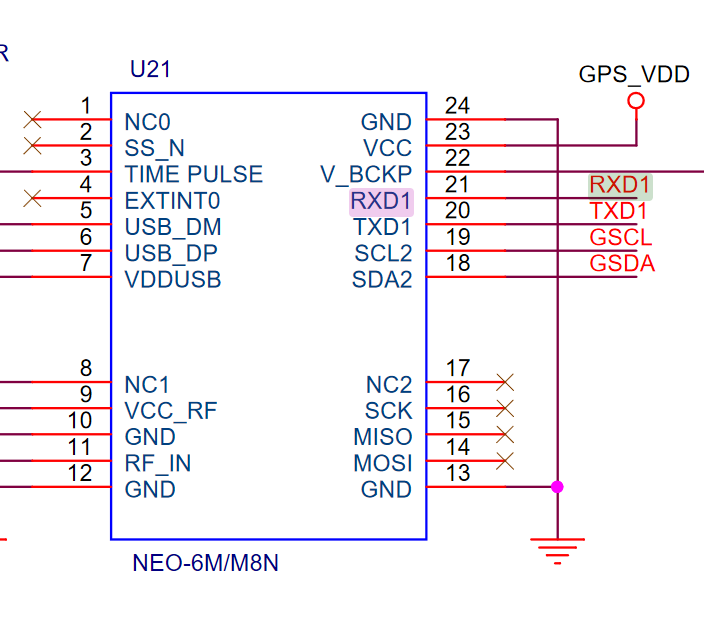 R
U21
GPS_VDD
1 NC0 GND 24
2 SS_N VCC 23
3 TIME PULSE V_BCKP 22
4 EXTINT0 RXD1 21 RXD1
5 USB_DM TXD1 20 TXD1
6 USB_DP SCL2 19 GSCL
7 VDDUSB SDA2 18 GSDA
8 NC1 NC2 17
9 VCC_RF SCK 16
10 GND MISO 15
11 RF_IN MOSI 14
12 GND GND 13
NEO-6M/M8N